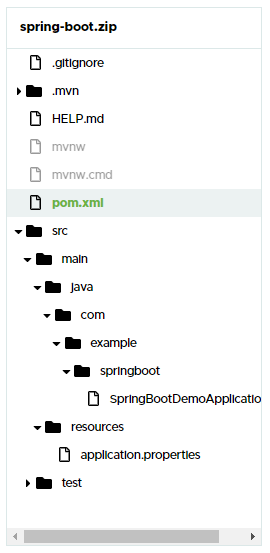 spring-boot.zip
.gitignore
.mvn
HELP.md
mvnw
mvnw.cmd
pom.xml
src
main
java
com
example
springboot
SpringBootDemoApplicatio
resources
application.properties
test